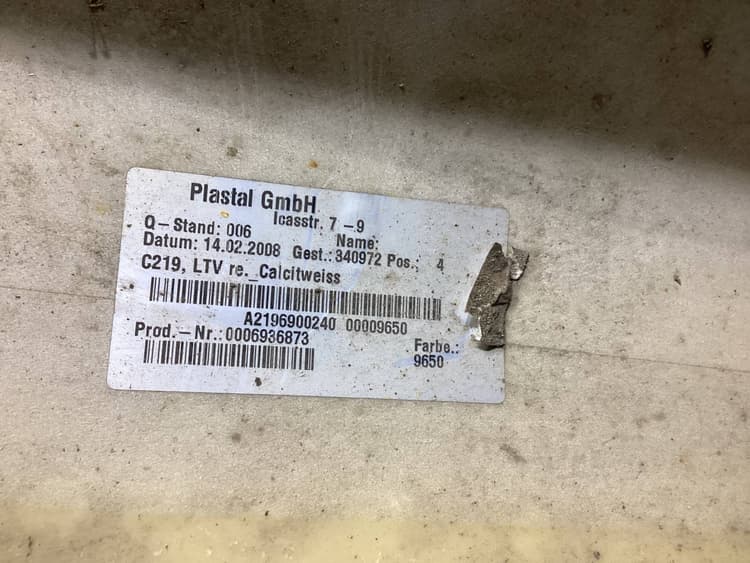 Plastal GmbH
Icasstr. 7 – 9
Q– Stand: 006 Name:
Datum: 14.02.2008 Gest.: 340972 Pos.: 4
C219, LTV re._Calcitweiss
A2196900240 00009650
Prod.– Nr.: 0006936873 Farbe.:
9650